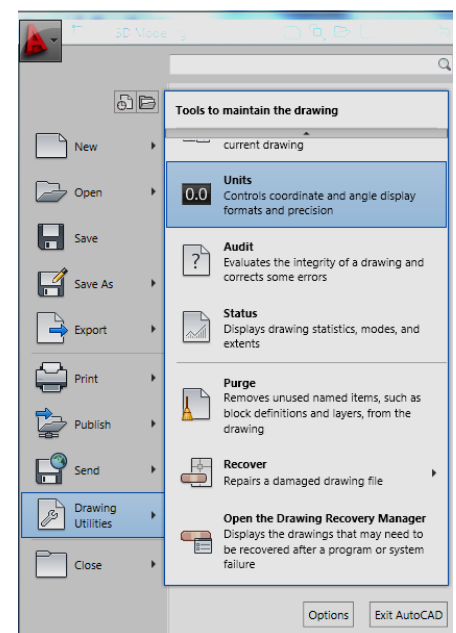 3D Mode
Tools to maintain the drawing
current drawing
New
0.0
Units
Controls coordinate and angle display
formats and precision
Open
Save
Audit
Evaluates the integrity of a drawing and
corrects some errors
Save As
Status
Displays drawing statistics, modes, and
extents
Export
Print
Purge
Removes unused named items, such as
block definitions and layers, from the
drawing
Publish
Send
Recover
Repairs a damaged drawing file
Drawing
Utilities
Open the Drawing Recovery Manager
Displays the drawings that may need to
be recovered after a program or system
failure
Close
Options
Exit AutoCAD